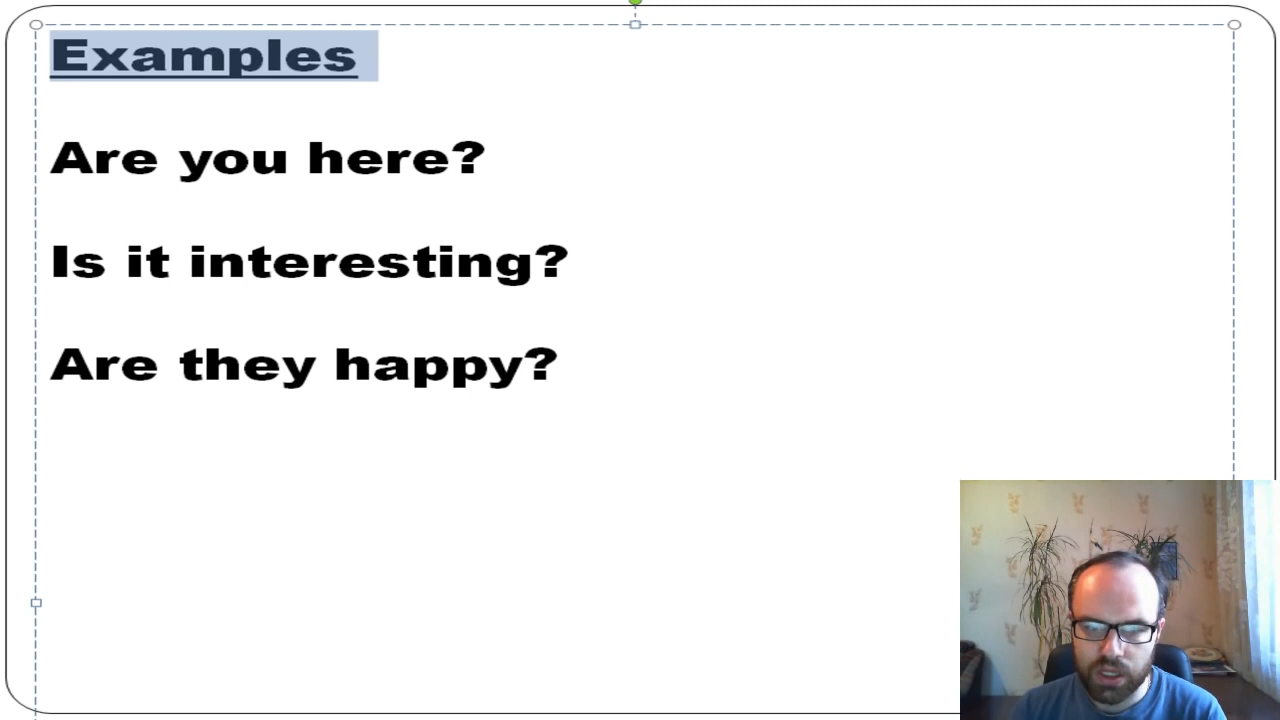 Examples
Are you here?
Is it interesting?
Are they happy?